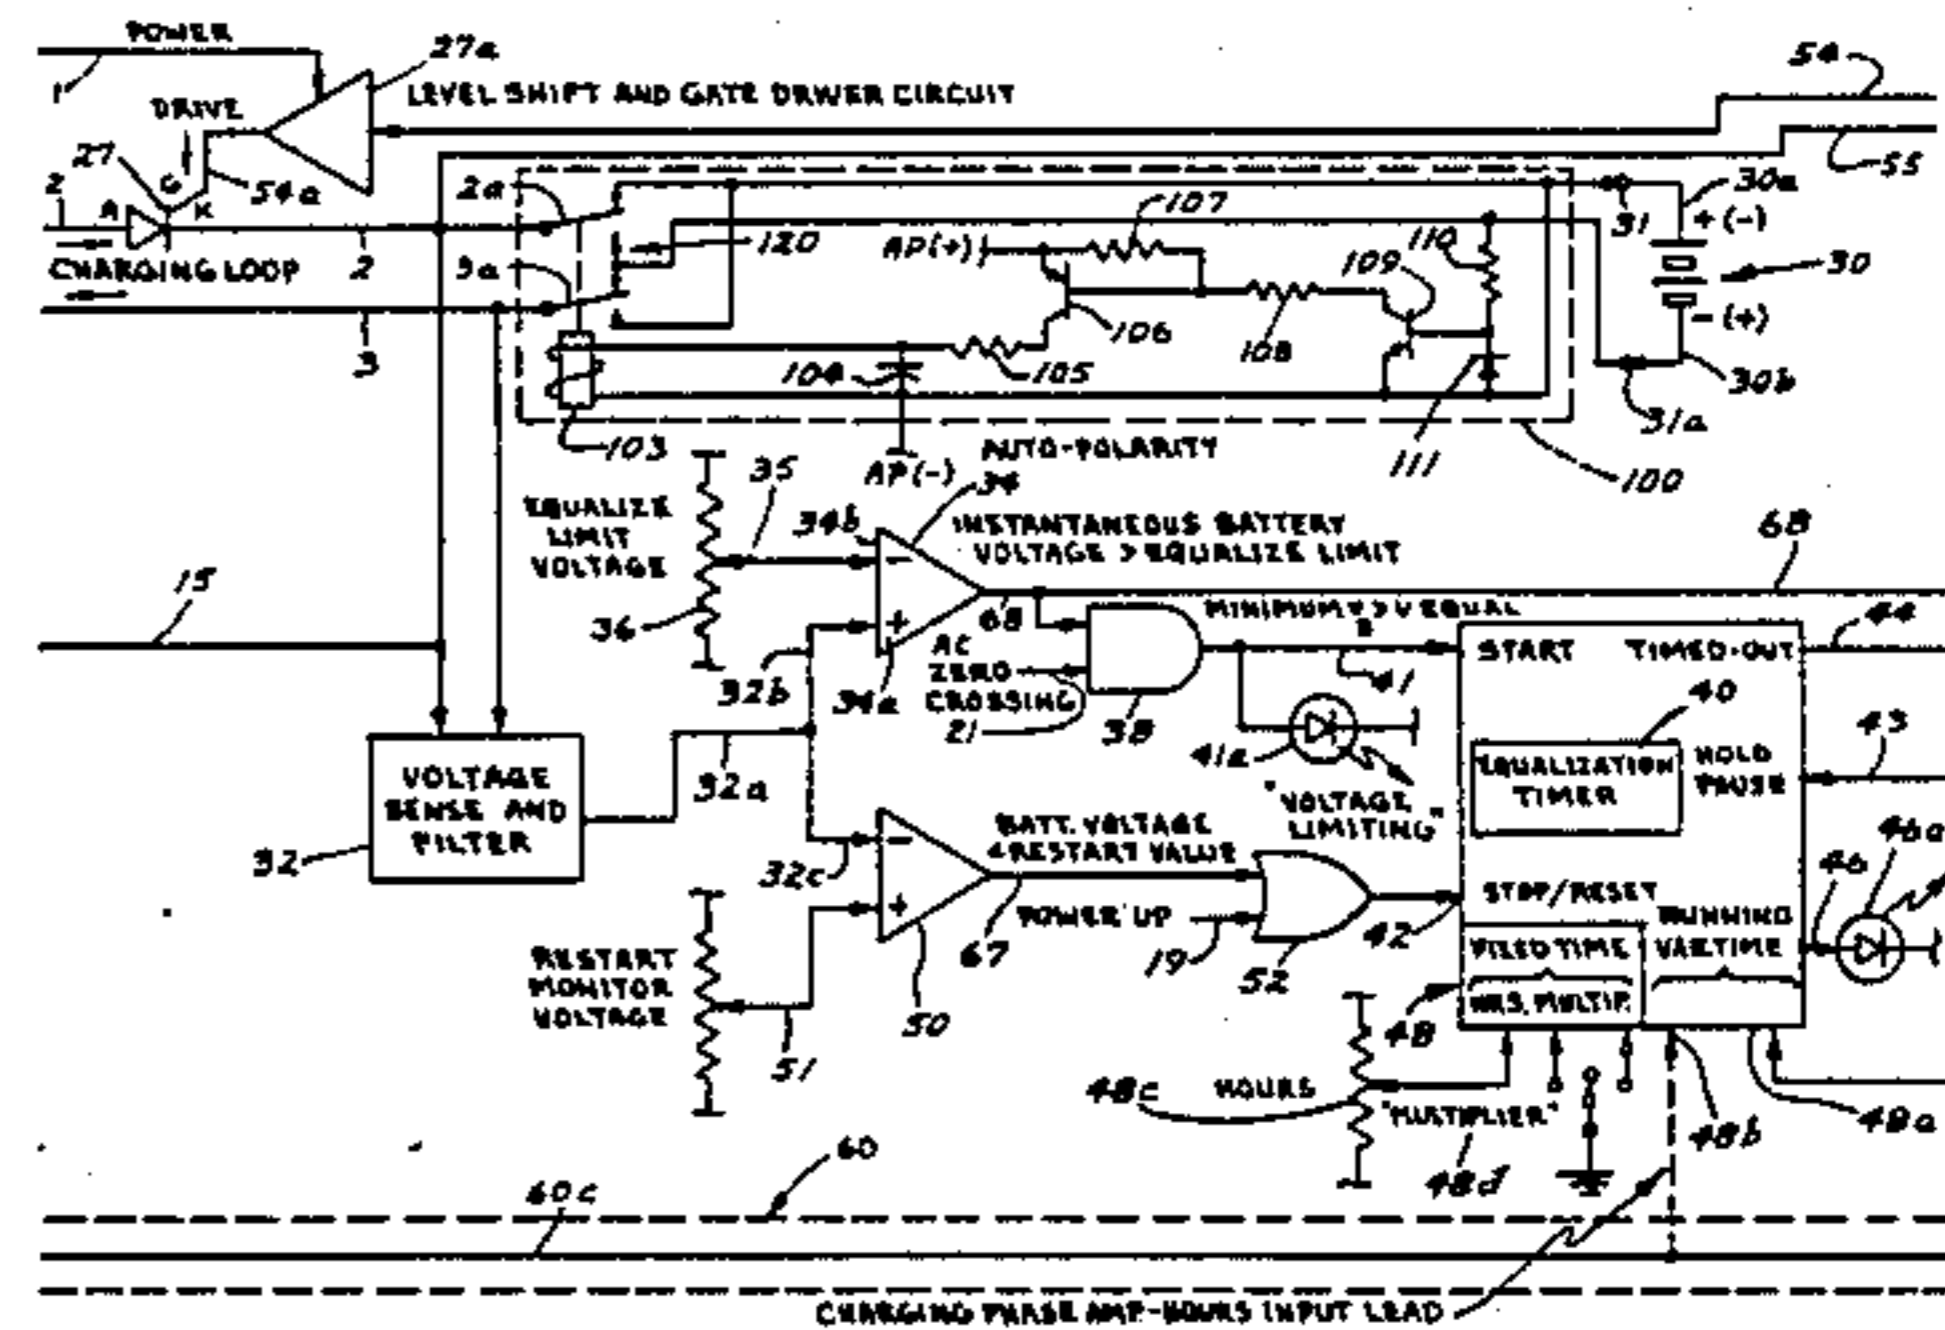 POWER
27a
54
1
LEVEL SHIFT AND GATE DRIVER CIRCUIT
DRIVE
27
G
54a
55
2
A
K
2a
30a
107
31
+(-)
120
AP(+)
110
CHARGING LOOP
2
3a
109
30
106
108
-(+)
3
104
105
30b
103
31a
AUTO-POLARITY
111
35
AP(-)
34
100
EQUALIZE
LIMIT
VOLTAGE
34b
INSTANTANEOUS BATTERY
VOLTAGE > EQUALIZE LIMIT
68
15
-
36
68
MINIMUM V > V EQUAL
44
+
AC
ZERO
CROSSING
START
TIMED-OUT
32b
34a
41
40
21
38
43
41a
EQUALIZATION
TIMER
HOLD
PAUSE
32a
VOLTAGE
SENSE AND
FILTER
"VOLTAGE
LIMITING"
BATT. VOLTAGE
<RESTART VALUE
46a
32
32c
-
46
STOP/RESET
+
POWER UP
RUNNING
42
19
67
52
FIXED TIME
VAR TIME
RESTART
MONITOR
VOLTAGE
50
48
HRS. MULTIP.
51
48c
HOURS
"MULTIPLIER"
48b
48a
60
48d
60c
CHARGING PHASE AMP-HOURS INPUT LEAD